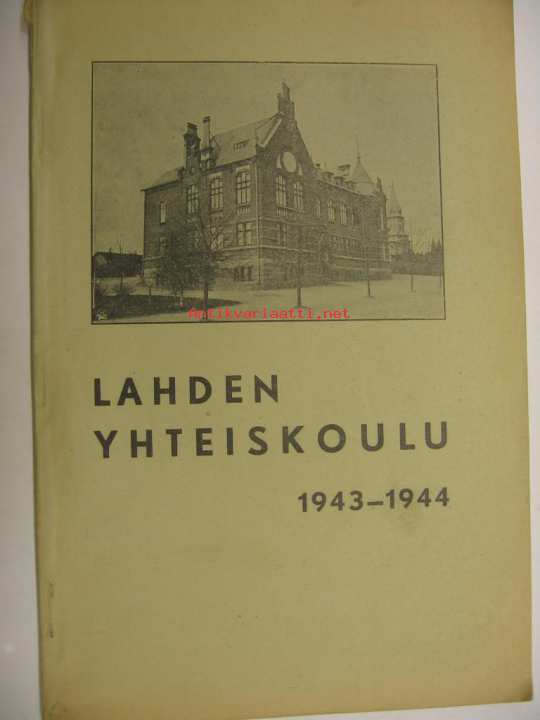 Antikvariaatti.net
LAHDEN
YHTEISKOULU
1943–1944